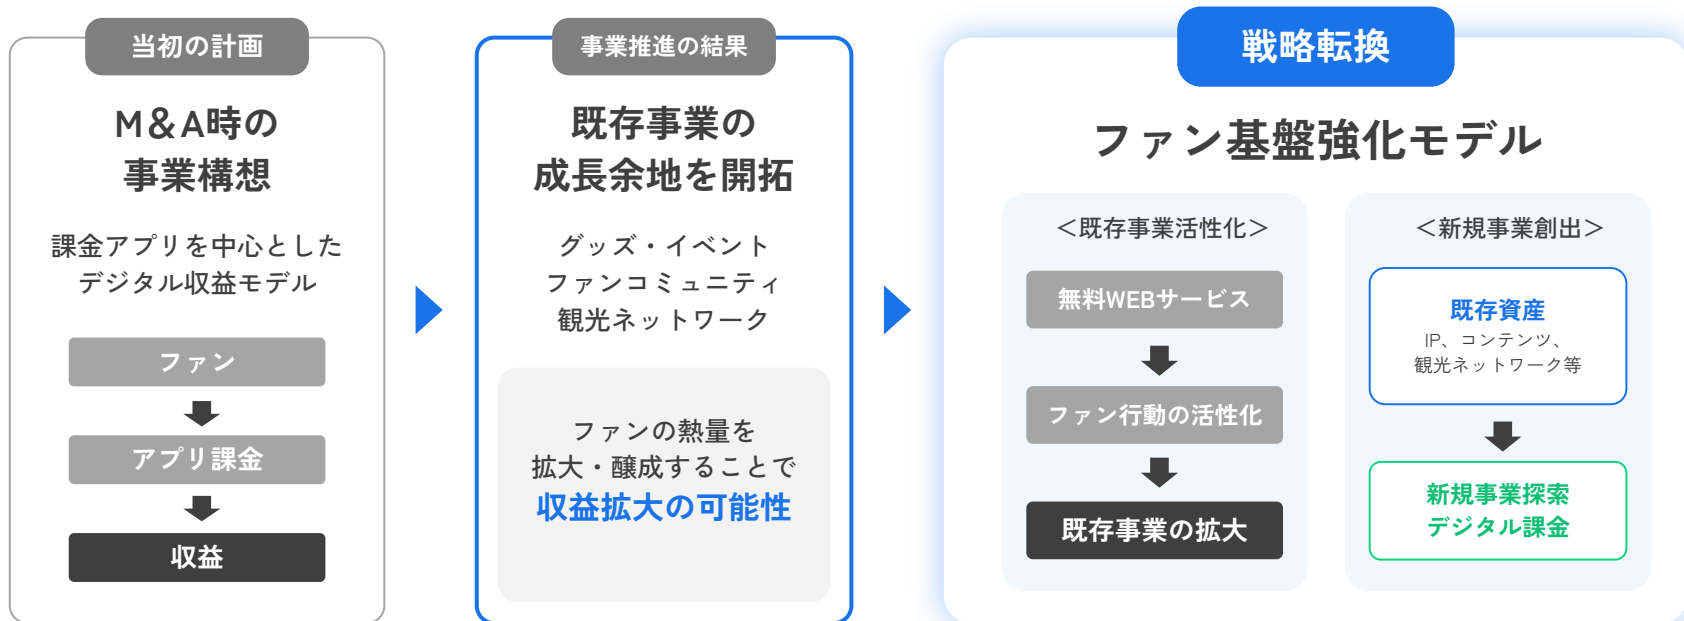 当初の計画
M&A時の
事業構想
課金アプリを中心とした
デジタル収益モデル
ファン
アプリ課金
収益
事業推進の結果
既存事業の
成長余地を開拓
グッズ・イベント
ファンコミュニティ
観光ネットワーク
ファンの熱量を
拡大・醸成することで
収益拡大の可能性
戦略転換
ファン基盤強化モデル
＜既存事業活性化＞
無料WEBサービス
ファン行動の活性化
既存事業の拡大
＜新規事業創出＞
既存資産
IP、コンテンツ、
観光ネットワーク等
新規事業探索
デジタル課金